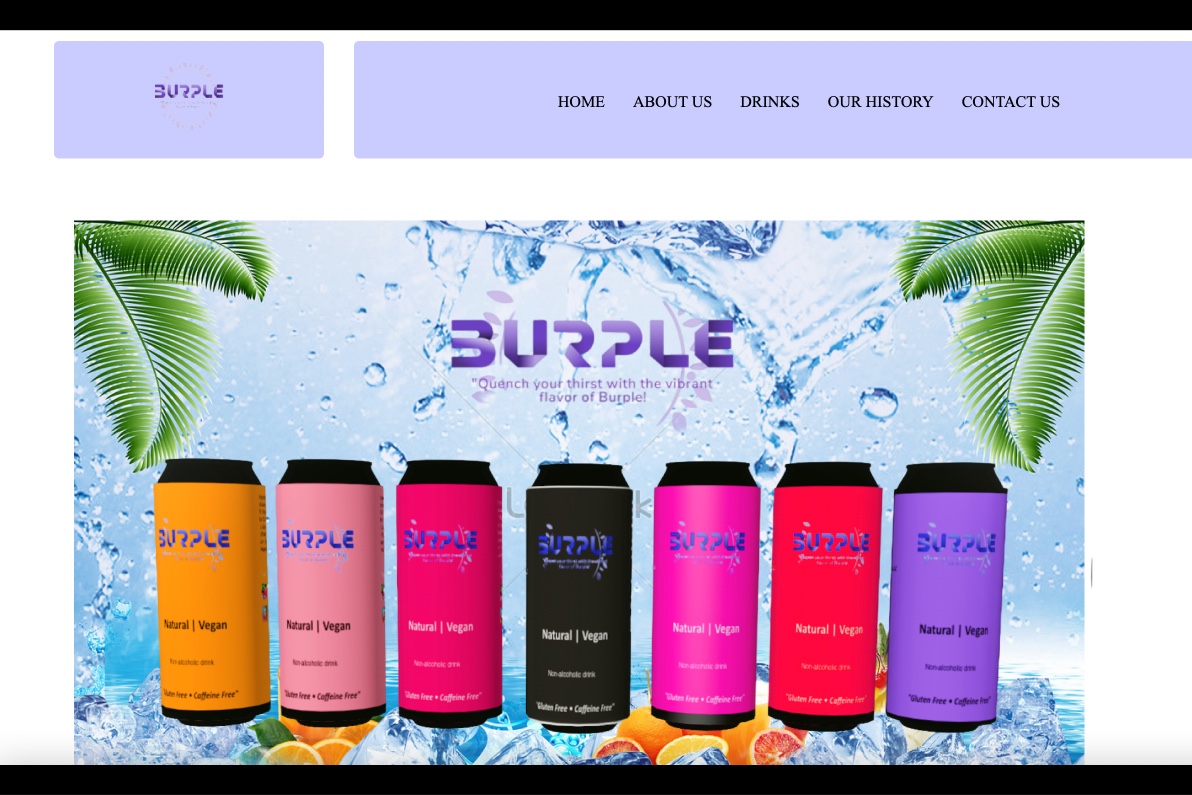 BURPLE
HOME ABOUT US DRINKS OUR HISTORY CONTACT US
BURPLE
"Quench your thirst with the vibrant
flavor of Burple!
BURPLE BURPLE BURPLE BURPLE BURPLE BURPLE BURPLE
Natural | Vegan Natural | Vegan Natural | Vegan Natural | Vegan Natural | Vegan Natural | Vegan Natural | Vegan
Non-alcoholic drink Non-alcoholic drink Non-alcoholic drink Non-alcoholic drink Non-alcoholic drink Non-alcoholic drink Non-alcoholic drink
"Gluten Free • Caffeine Free" "Gluten Free • Caffeine Free" "Gluten Free • Caffeine Free" "Gluten Free • Caffeine Free" "Gluten Free • Caffeine Free" "Gluten Free • Caffeine Free" "Gluten Free • Caffeine Free"